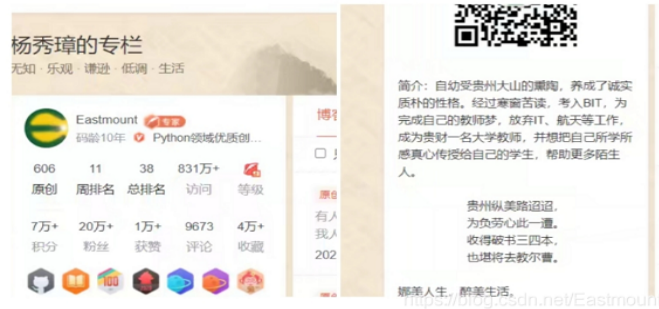 杨秀璋的专栏
无知·乐观·谦逊·低调·生活
Eastmount 专家
码龄10年 Python领域优质创...
606 11 38 831万+
原创 周排名 总排名 访问 等级
7万+ 20万+ 1万+ 9673 4万+
积分 粉丝 获赞 评论 收藏
博客
原创
有人
我人
202
原创
简介：自幼受贵州大山的熏陶，养成了诚实
质朴的性格。经过寒窗苦读，考入BIT，为
完成自己的教师梦，放弃IT、航天等工作，
成为贵财一名大学教师，并想把自己所学所
感真心传授给自己的学生，帮助更多陌生
人。
贵州纵美路迢迢，
为负劳心此一遭。
收得破书三四本，
也堪将去教尔曹。
娜美人生，醉美生活。
https://blog.csdn.net/Eastmount